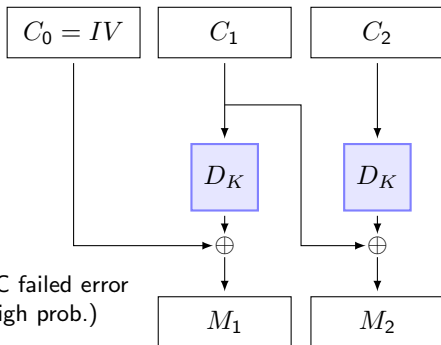 C₀ = IV C₁ C₂
D_K D_K
⊕ ⊕
C failed error
igh prob.)
M₁ M₂